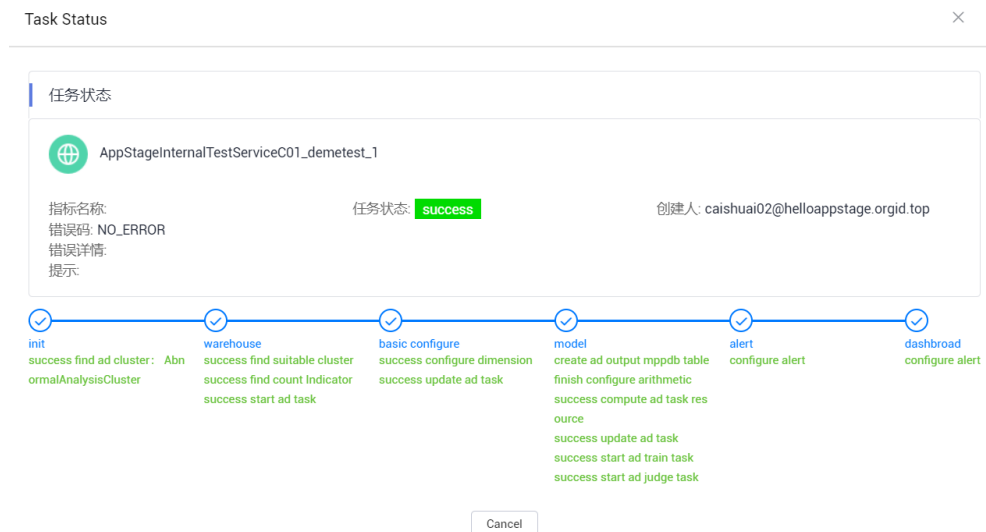 Task Status
任务状态
AppStageInternalTestServiceC01_demetest_1
指标名称:
任务状态: success
创建人: caishuai02@helloappstage.orgid.top
错误码: NO_ERROR
错误详情:
提示:
init
success find ad cluster: Abn
ormalAnalysisCluster
warehouse
success find suitable cluster
success find count Indicator
success start ad task
basic configure
success configure dimension
success update ad task
model
create ad output mppdb table
finish configure arithmetic
success compute ad task res
ource
success update ad task
success start ad train task
success start ad judge task
alert
configure alert
dashbroad
configure alert
Cancel